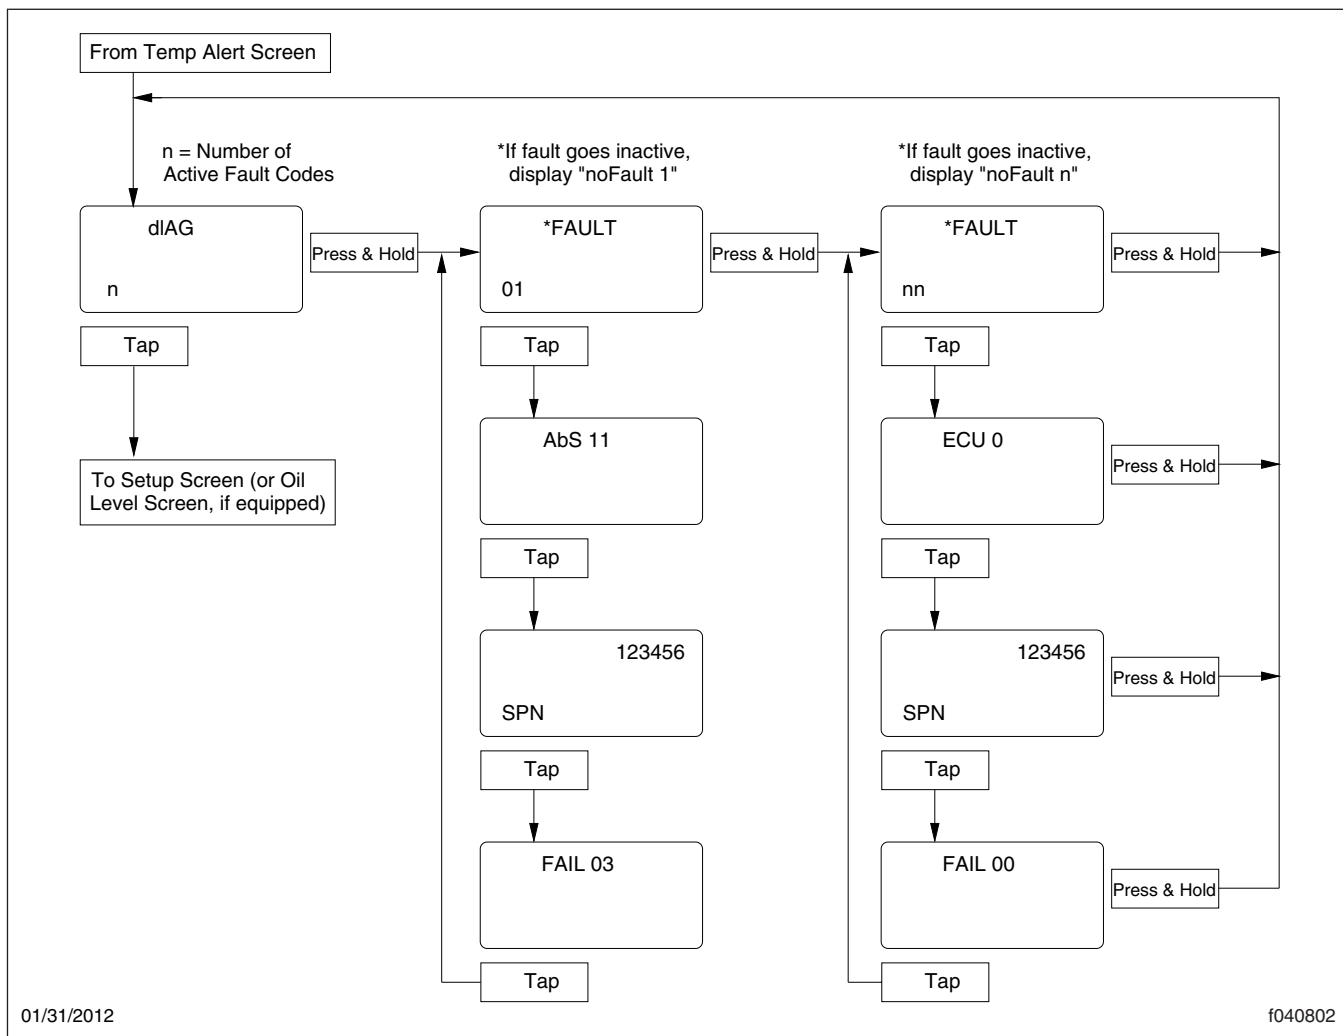 From Temp Alert Screen
n = Number of
Active Fault Codes
*If fault goes inactive,
display "noFault 1"
*If fault goes inactive,
display "noFault n"
dIAG
n
Press & Hold
*FAULT
01
Press & Hold
*FAULT
nn
Press & Hold
Tap
Tap
Tap
To Setup Screen (or Oil
Level Screen, if equipped)
AbS 11
ECU 0
Press & Hold
Tap
Tap
123456
SPN
123456
SPN
Press & Hold
Tap
Tap
FAIL 03
FAIL 00
Press & Hold
Tap
Tap
01/31/2012
f040802